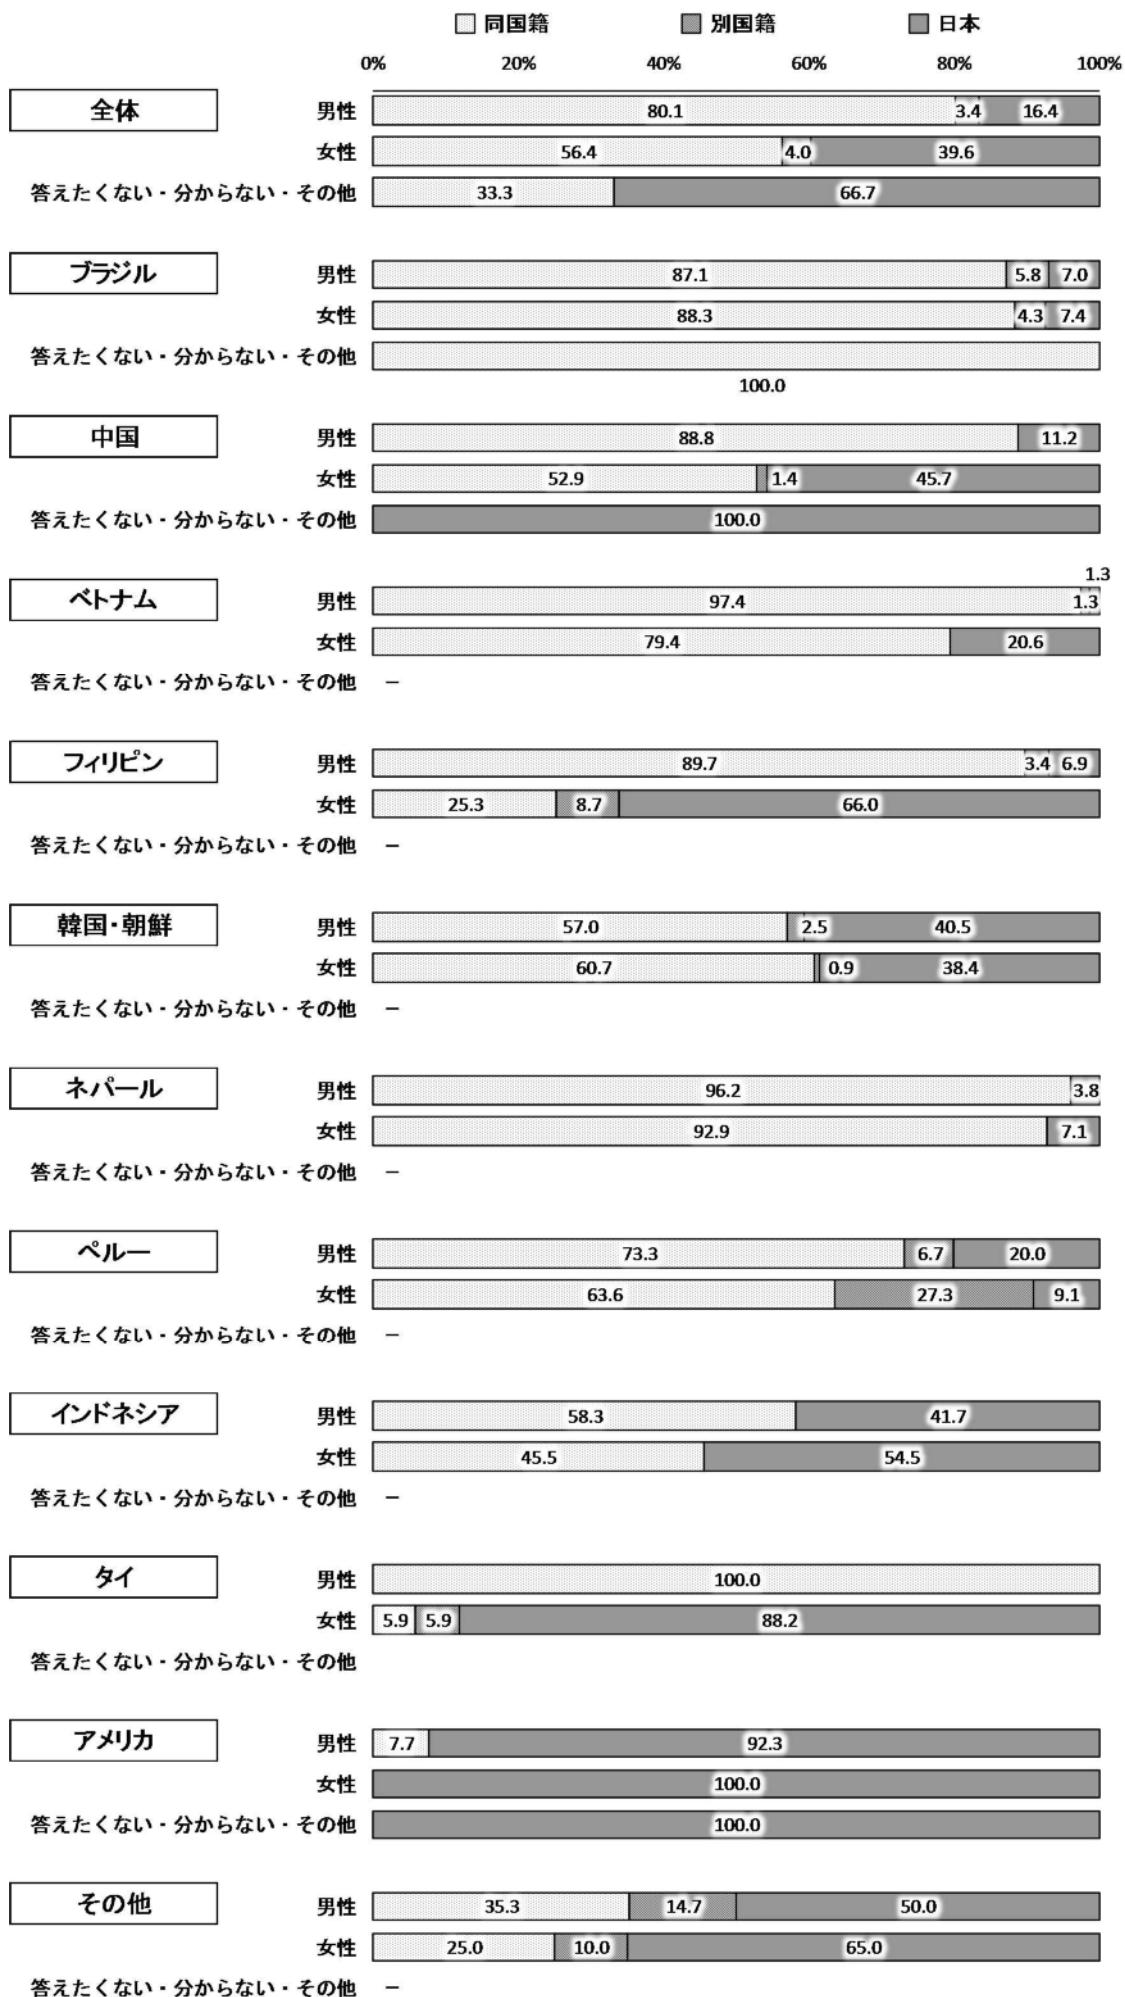 同国籍 別国籍 日本
0% 20% 40% 60% 80% 100%
全体 男性 80.1 3.4 16.4
女性 56.4 4.0 39.6
答えたくない・分からない・その他 33.3 66.7
ブラジル 男性 87.1 5.8 7.0
女性 88.3 4.3 7.4
答えたくない・分からない・その他
100.0
中国 男性 88.8 11.2
女性 52.9 1.4 45.7
答えたくない・分からない・その他 100.0
1.3
ベトナム 男性 97.4 1.3
女性 79.4 20.6
答えたくない・分からない・その他 －
フィリピン 男性 89.7 3.4 6.9
女性 25.3 8.7 66.0
答えたくない・分からない・その他 －
韓国・朝鮮 男性 57.0 2.5 40.5
女性 60.7 0.9 38.4
答えたくない・分からない・その他 －
ネパール 男性 96.2 3.8
女性 92.9 7.1
答えたくない・分からない・その他 －
ペルー 男性 73.3 6.7 20.0
女性 63.6 27.3 9.1
答えたくない・分からない・その他 －
インドネシア 男性 58.3 41.7
女性 45.5 54.5
答えたくない・分からない・その他 －
タイ 男性 100.0
女性 5.9 5.9 88.2
答えたくない・分からない・その他
アメリカ 男性 7.7 92.3
女性 100.0
答えたくない・分からない・その他 100.0
その他 男性 35.3 14.7 50.0
女性 25.0 10.0 65.0
答えたくない・分からない・その他 －